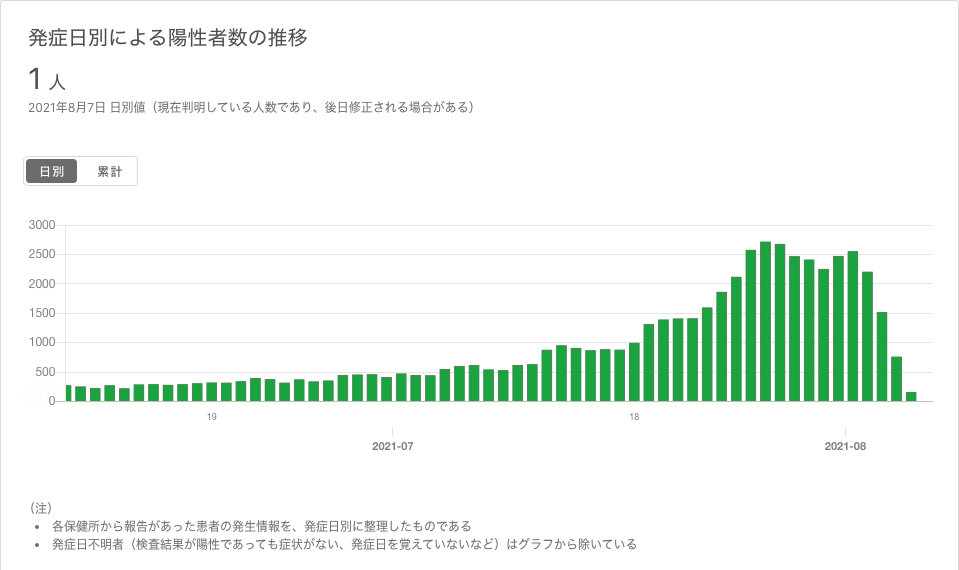 発症日別による陽性者数の推移
1 人
2021年8月7日 日別値（現在判明している人数であり、後日修正される場合がある）
日別 累計
3000
2500
2000
1500
1000
500
0
19 18
2021-07 2021-08
（注）
• 各保健所から報告があった患者の発生情報を、発症日別に整理したものである
• 発症日不明者（検査結果が陽性であっても症状がない、発症日を覚えていないなど）はグラフから除いている